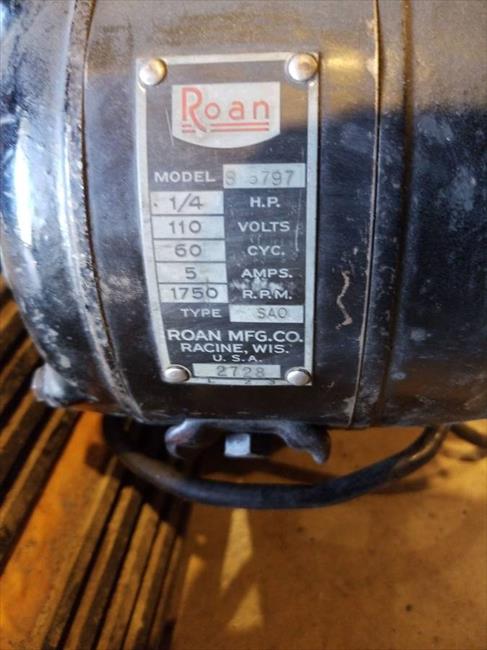 Roan
MODEL S 3797
1/4 H.P.
110 VOLTS
60 CYC.
5 AMPS.
1750 R.P.M.
TYPE SAO
ROAN MFG.CO.
RACINE, WIS.
U.S.A.
2728